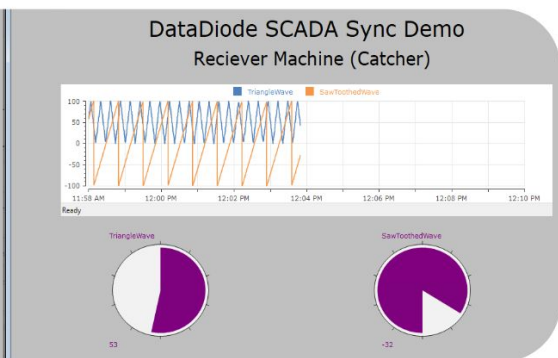 DataDiode SCADA Sync Demo
Reciever Machine (Catcher)
TriangleWave SawToothedWave
100
50
0
-50
-100
11:58 AM 12:00 PM 12:02 PM 12:04 PM 12:06 PM 12:08 PM 12:10 PM
Ready
TriangleWave SawToothedWave
53 -32